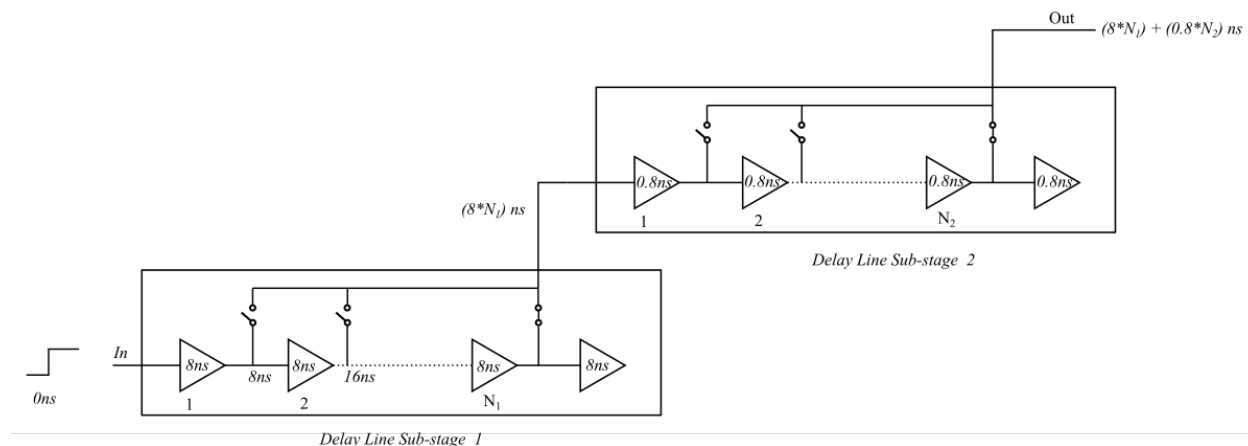 Out
(8*N₁) + (0.8*N₂) ns
0.8ns
0.8ns
0.8ns
0.8ns
1
2
N₂
(8*N₁) ns
Delay Line Sub-stage 2
In
8ns
8ns
8ns
8ns
8ns
16ns
0ns
1
2
N₁
Delay Line Sub-stage 1